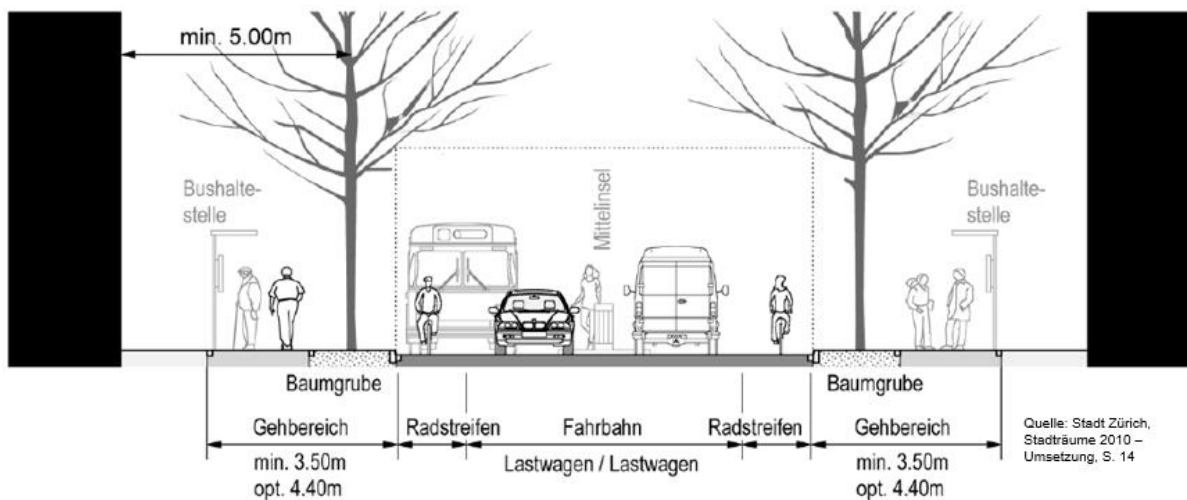 min. 5.00m
Bushalte-
stelle
Mittelinsel
Bushalte-
stelle
Baumgrube
Baumgrube
Gehbereich
Radstreifen
Fahrbahn
Radstreifen
Gehbereich
min. 3.50m
opt. 4.40m
Lastwagen / Lastwagen
min. 3.50m
opt. 4.40m
Quelle: Stadt Zürich,
Stadträume 2010 –
Umsetzung, S. 14